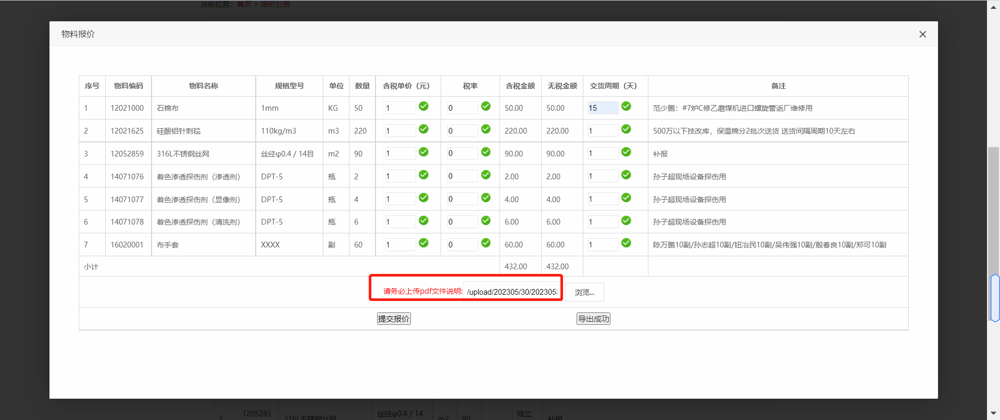 当前位置：首页 > 询价公告
物料报价
序号 物料编码 物料名称 规格型号 单位 数量 含税单价（元） 税率 含税金额 无税金额 交货周期（天） 备注
1 12021000 石棉布 1mm KG 50 1 0 50.00 50.00 15 范少鹏：#7炉C修乙磨煤机进口螺旋管返厂维修用
2 12021625 硅酸铝针刺毯 110kg/m3 m3 220 1 0 220.00 220.00 1 500万以下技改库，保温棉分2批次送货 送货间隔周期10天左右
3 12052859 316L不锈钢丝网 丝经φ0.4 / 14目 m2 90 1 0 90.00 90.00 1 补报
4 14071076 着色渗透探伤剂（渗透剂） DPT-5 瓶 2 1 0 2.00 2.00 1 孙子超现场设备探伤用
5 14071077 着色渗透探伤剂（显像剂） DPT-5 瓶 4 1 0 4.00 4.00 1 孙子超现场设备探伤用
6 14071078 着色渗透探伤剂（清洗剂） DPT-5 瓶 6 1 0 6.00 6.00 1 孙子超现场设备探伤用
7 16020001 布手套 XXXX 副 60 1 0 60.00 60.00 1 陈万鹏10副/孙志超10副/钮冶民10副/吴伟强10副/殷春良10副/郑可10副
小计 432.00 432.00
请务必上传pdf文件说明: /upload/202305/30/202305 浏览...
提交报价 导出成功
1205285 丝经φ0.4 / 14 陆立
3 316L不锈钢丝网 m2 90 补报